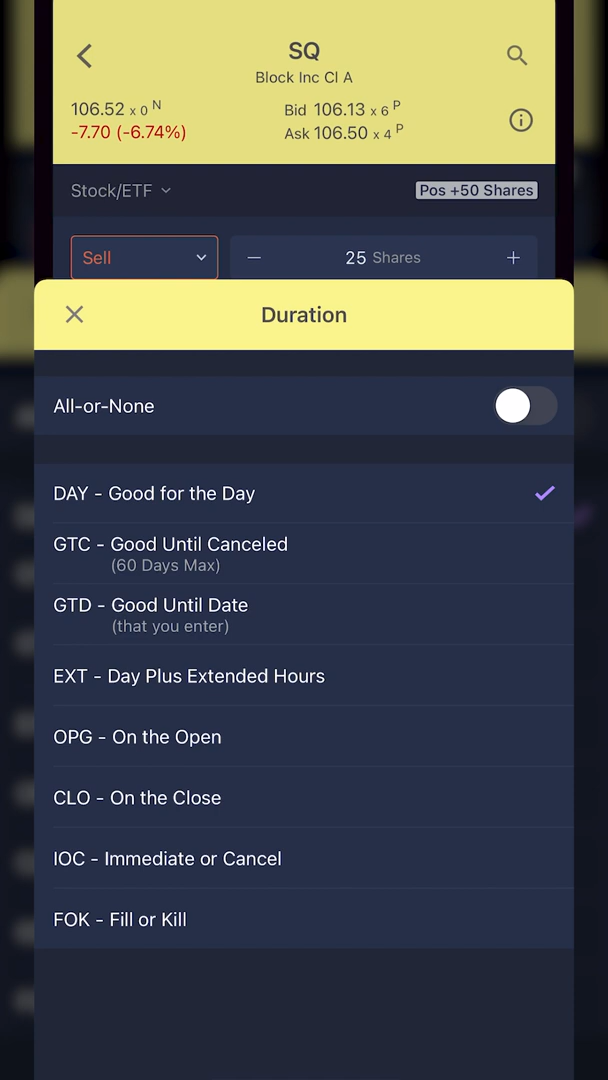 SQ
Block Inc Cl A
106.52 x 0 N
Bid 106.13 x 6 P
-7.70 (-6.74%)
Ask 106.50 x 4 P
Stock/ETF
Pos +50 Shares
Sell
25 Shares
Duration
All-or-None
DAY - Good for the Day
GTC - Good Until Canceled
(60 Days Max)
GTD - Good Until Date
(that you enter)
EXT - Day Plus Extended Hours
OPG - On the Open
CLO - On the Close
IOC - Immediate or Cancel
FOK - Fill or Kill